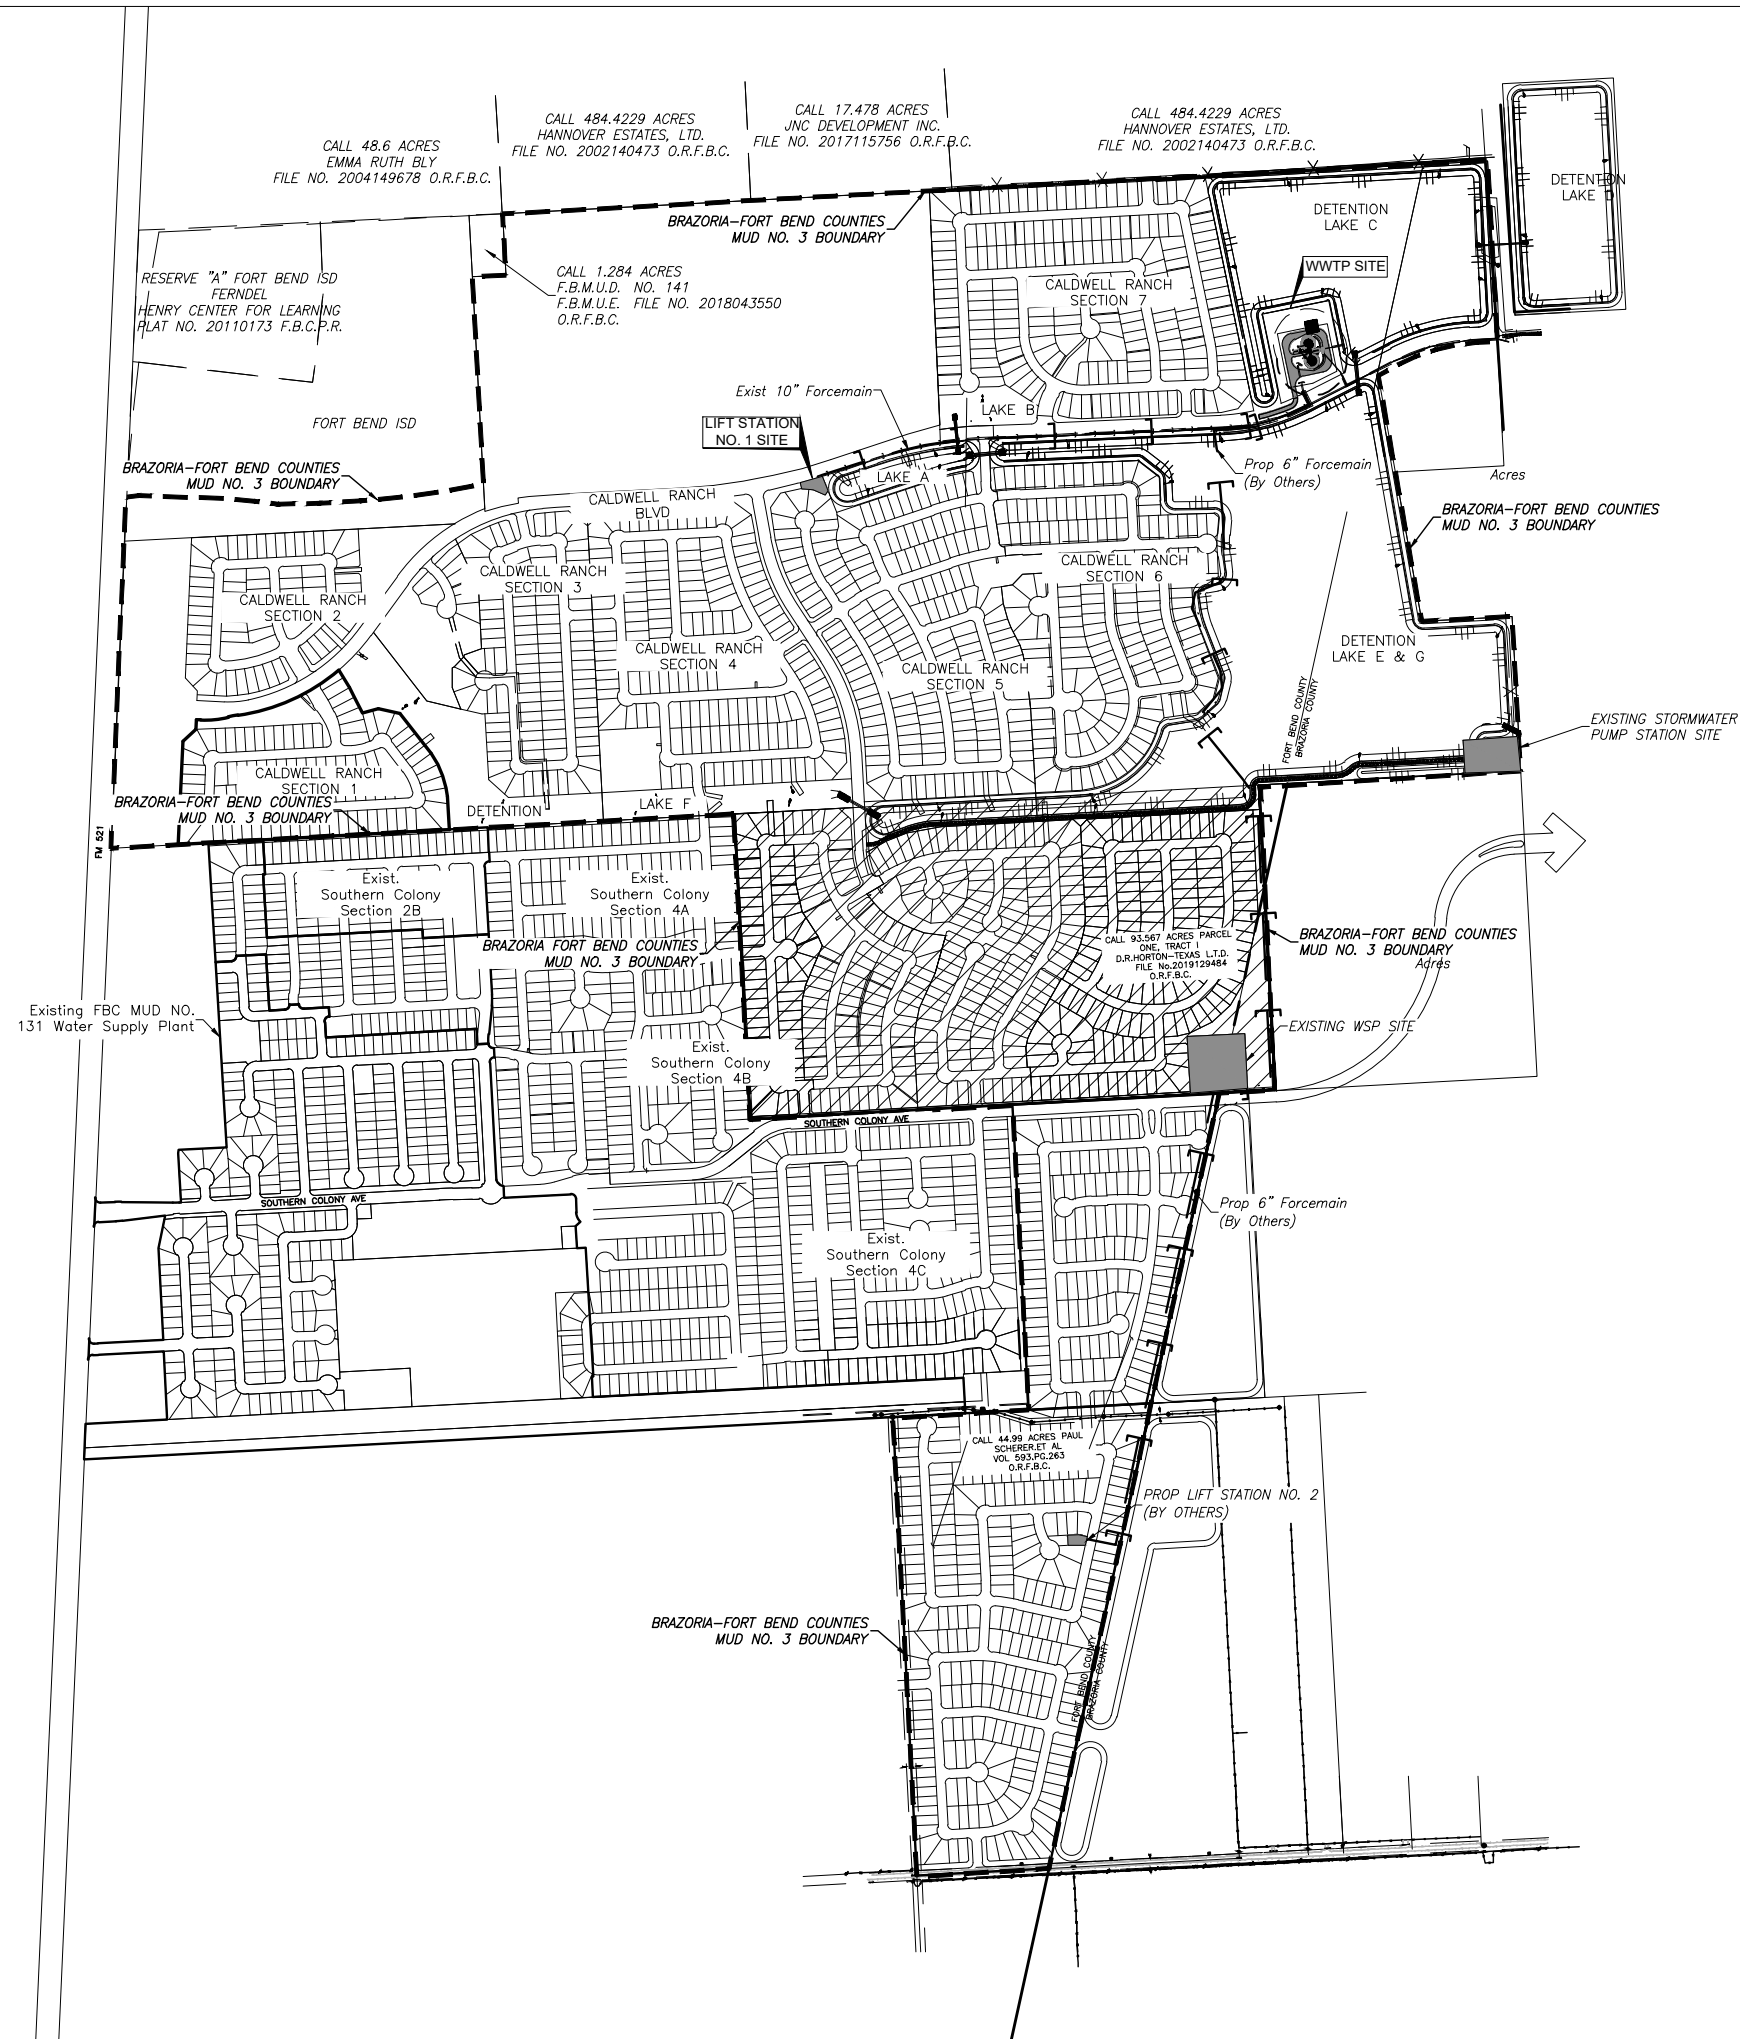 CALL 48.6 ACRES
EMMA RUTH BLY
FILE NO. 2004149678 O.R.F.B.C.
CALL 484.4229 ACRES
HANNOVER ESTATES, LTD.
FILE NO. 2002140473 O.R.F.B.C.
CALL 17.478 ACRES
JNC DEVELOPMENT INC.
FILE NO. 2017115756 O.R.F.B.C.
CALL 484.4229 ACRES
HANNOVER ESTATES, LTD.
FILE NO. 2002140473 O.R.F.B.C.
DETENTION
LAKE D
DETENTION
LAKE C
BRAZORIA-FORT BEND COUNTIES
MUD NO. 3 BOUNDARY
WWTP SITE
RESERVE "A" FORT BEND ISD
FERNDEL
HENRY CENTER FOR LEARNING
PLAT NO. 20110173 F.B.C.P.R.
CALL 1.284 ACRES
F.B.M.U.D. NO. 141
F.B.M.U.E. FILE NO. 2018043550
O.R.F.B.C.
CALDWELL RANCH
SECTION 7
Exist 10" Forcemain
LAKE B
FORT BEND ISD
LIFT STATION
NO. 1 SITE
BRAZORIA-FORT BEND COUNTIES
MUD NO. 3 BOUNDARY
LAKE A
Prop 6" Forcemain
(By Others)
Acres
CALDWELL RANCH
BLVD
BRAZORIA-FORT BEND COUNTIES
MUD NO. 3 BOUNDARY
CALDWELL RANCH
SECTION 2
CALDWELL RANCH
SECTION 3
CALDWELL RANCH
SECTION 4
CALDWELL RANCH
SECTION 5
CALDWELL RANCH
SECTION 6
DETENTION
LAKE E & G
FORT BEND COUNTY
BRAZORIA COUNTY
EXISTING STORMWATER
PUMP STATION SITE
CALDWELL RANCH
SECTION 1
BRAZORIA-FORT BEND COUNTIES
MUD NO. 3 BOUNDARY
DETENTION
LAKE F
FM 521
Exist.
Southern Colony
Section 2B
Exist.
Southern Colony
Section 4A
BRAZORIA FORT BEND COUNTIES
MUD NO. 3 BOUNDARY
CALL 93.567 ACRES PARCEL
ONE, TRACT I
D.R.HORTON-TEXAS L.T.D.
FILE No.2019129484
O.R.F.B.C.
BRAZORIA-FORT BEND COUNTIES
MUD NO. 3 BOUNDARY
Acres
Existing FBC MUD NO.
131 Water Supply Plant
EXISTING WSP SITE
Exist.
Southern Colony
Section 4B
SOUTHERN COLONY AVE
SOUTHERN COLONY AVE
Prop 6" Forcemain
(By Others)
Exist.
Southern Colony
Section 4C
CALL 44.99 ACRES PAUL
SCHERER.ET AL
VOL 593.PG.263
O.R.F.B.C.
PROP LIFT STATION NO. 2
(BY OTHERS)
BRAZORIA-FORT BEND COUNTIES
MUD NO. 3 BOUNDARY
FORT BEND COUNTY
BRAZORIA COUNTY